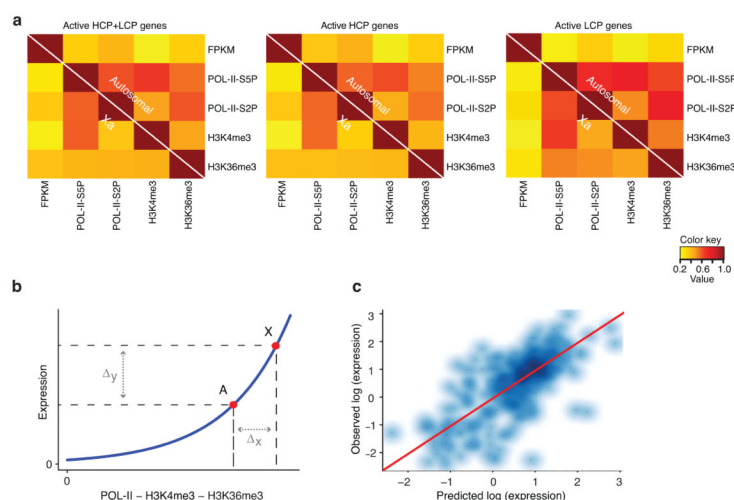 a
Active HCP+LCP genes
Active HCP genes
Active LCP genes
Autosomal
Xa
FPKM
POL-II-S5P
POL-II-S2P
H3K4me3
H3K36me3
FPKM
POL-II-S5P
POL-II-S2P
H3K4me3
H3K36me3
Autosomal
Xa
FPKM
POL-II-S5P
POL-II-S2P
H3K4me3
H3K36me3
FPKM
POL-II-S5P
POL-II-S2P
H3K4me3
H3K36me3
Autosomal
Xa
FPKM
POL-II-S5P
POL-II-S2P
H3K4me3
H3K36me3
FPKM
POL-II-S5P
POL-II-S2P
H3K4me3
H3K36me3
Color key
0.2 0.6 1.0
Value
b
Expression
X
Δy
A
Δx
0
0
POL-II – H3K4me3 – H3K36me3
c
Observed log (expression)
3
2
1
0
−1
−2
−2 −1 0 1 2 3
Predicted log (expression)